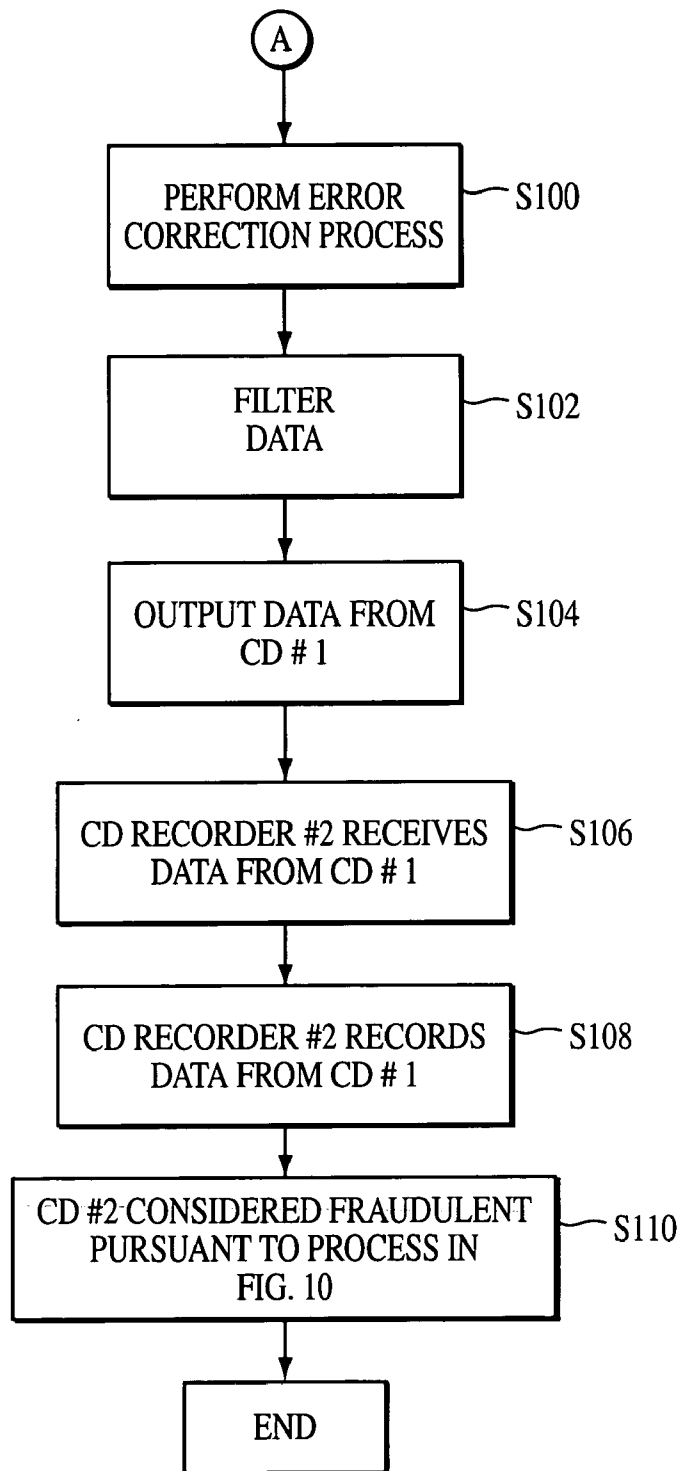 A
PERFORM ERROR
CORRECTION PROCESS
S100
FILTER
DATA
S102
OUTPUT DATA FROM
CD # 1
S104
CD RECORDER #2 RECEIVES
DATA FROM CD # 1
S106
CD RECORDER #2 RECORDS
DATA FROM CD # 1
S108
CD #2 CONSIDERED FRAUDULENT
PURSUANT TO PROCESS IN
FIG. 10
S110
END